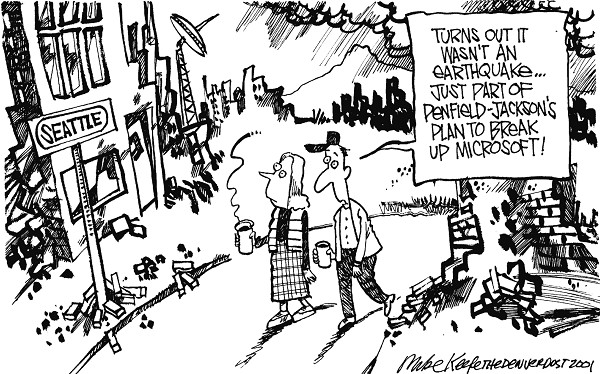 SEATTLE
TURNS OUT IT
WASN'T AN
EARTHQUAKE...
JUST PART OF
PENFIELD-JACKSON'S
PLAN TO BREAK
UP MICROSOFT!
Mike Keefe THE DENVER POST 2001